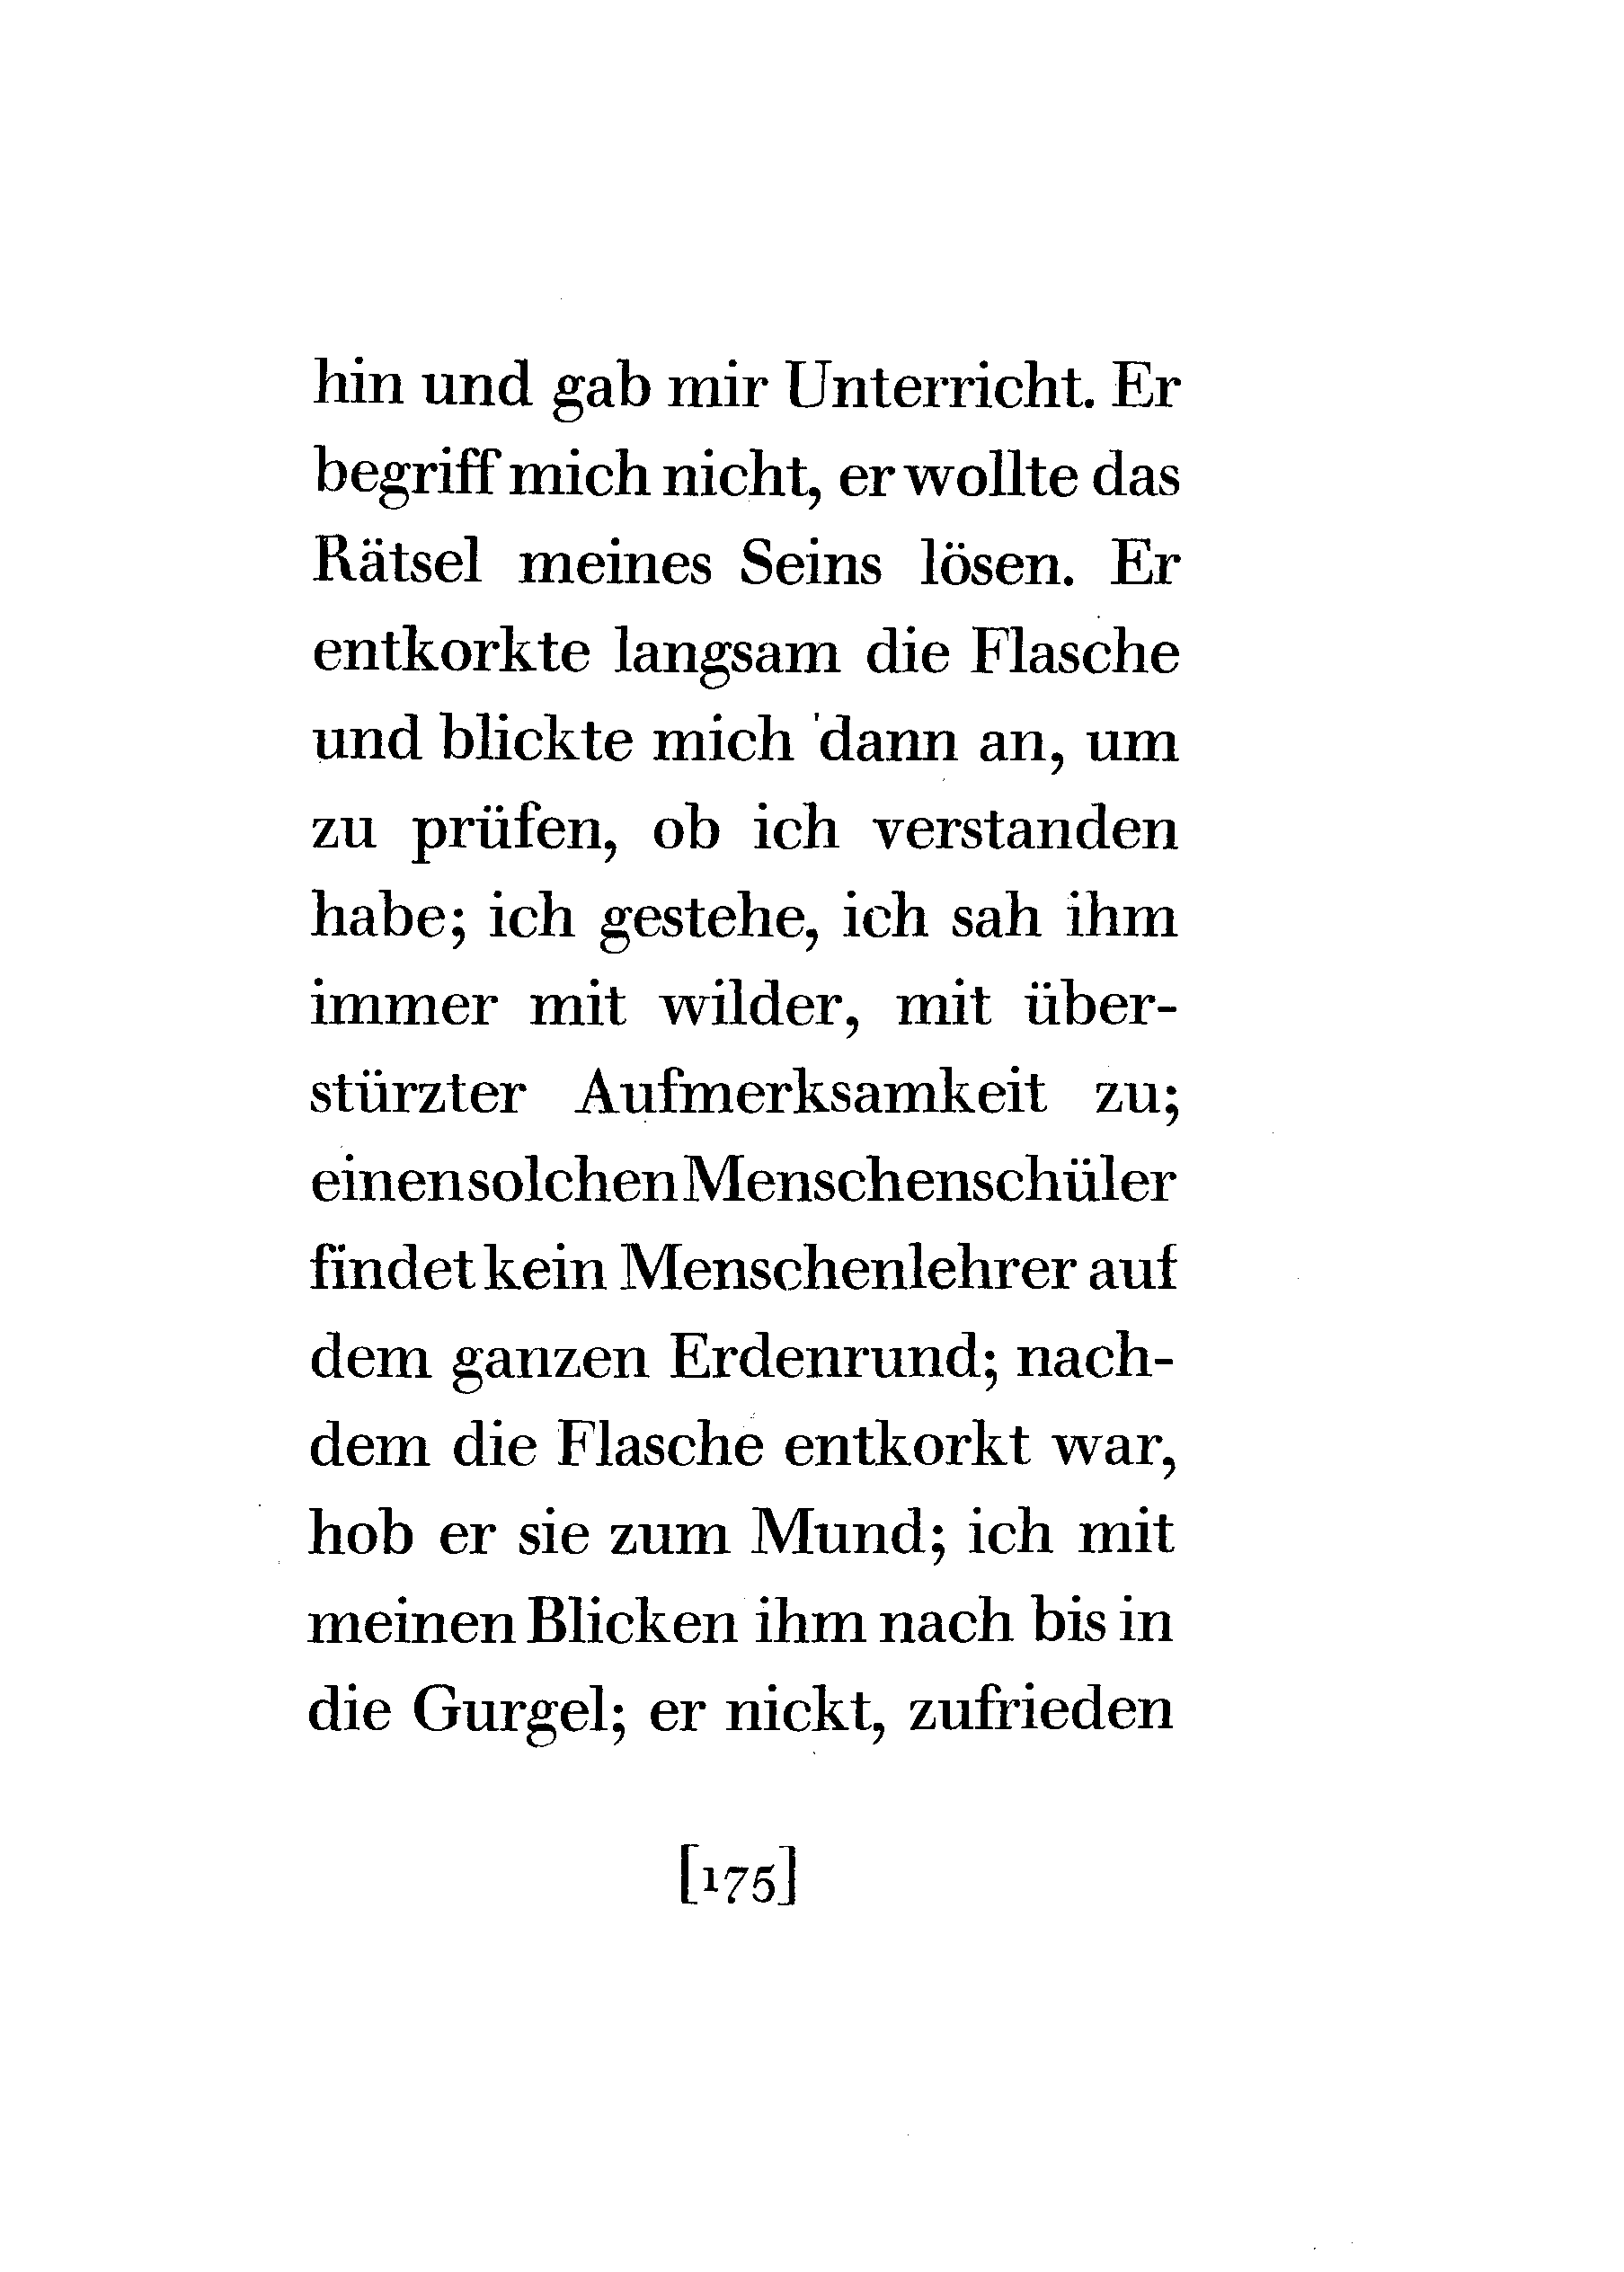 hin und gab mir Unterricht. Er
begriff mich nicht, er wollte das
Rätsel meines Seins lösen. Er
entkorkte langsam die Flasche
und blickte mich dann an, um
zu prüfen, ob ich verstanden
habe; ich gestehe, ich sah ihm
immer mit wilder, mit über-
stürzter Aufmerksamkeit zu;
einen solchen Menschenschüler
findet kein Menschenlehrer auf
dem ganzen Erdenrund; nach-
dem die Flasche entkorkt war,
hob er sie zum Mund; ich mit
meinen Blicken ihm nach bis in
die Gurgel; er nickt, zufrieden
[175]